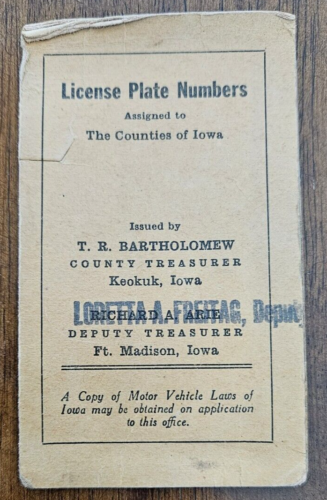 License Plate Numbers
Assigned to
The Counties of Iowa
Issued by
T. R. BARTHOLOMEW
COUNTY TREASURER
Keokuk, Iowa
LORETTA A. FREITAG, Deputy
RICHARD A. ARIE
DEPUTY TREASURER
Ft. Madison, Iowa
A Copy of Motor Vehicle Laws of
Iowa may be obtained on application
to this office.